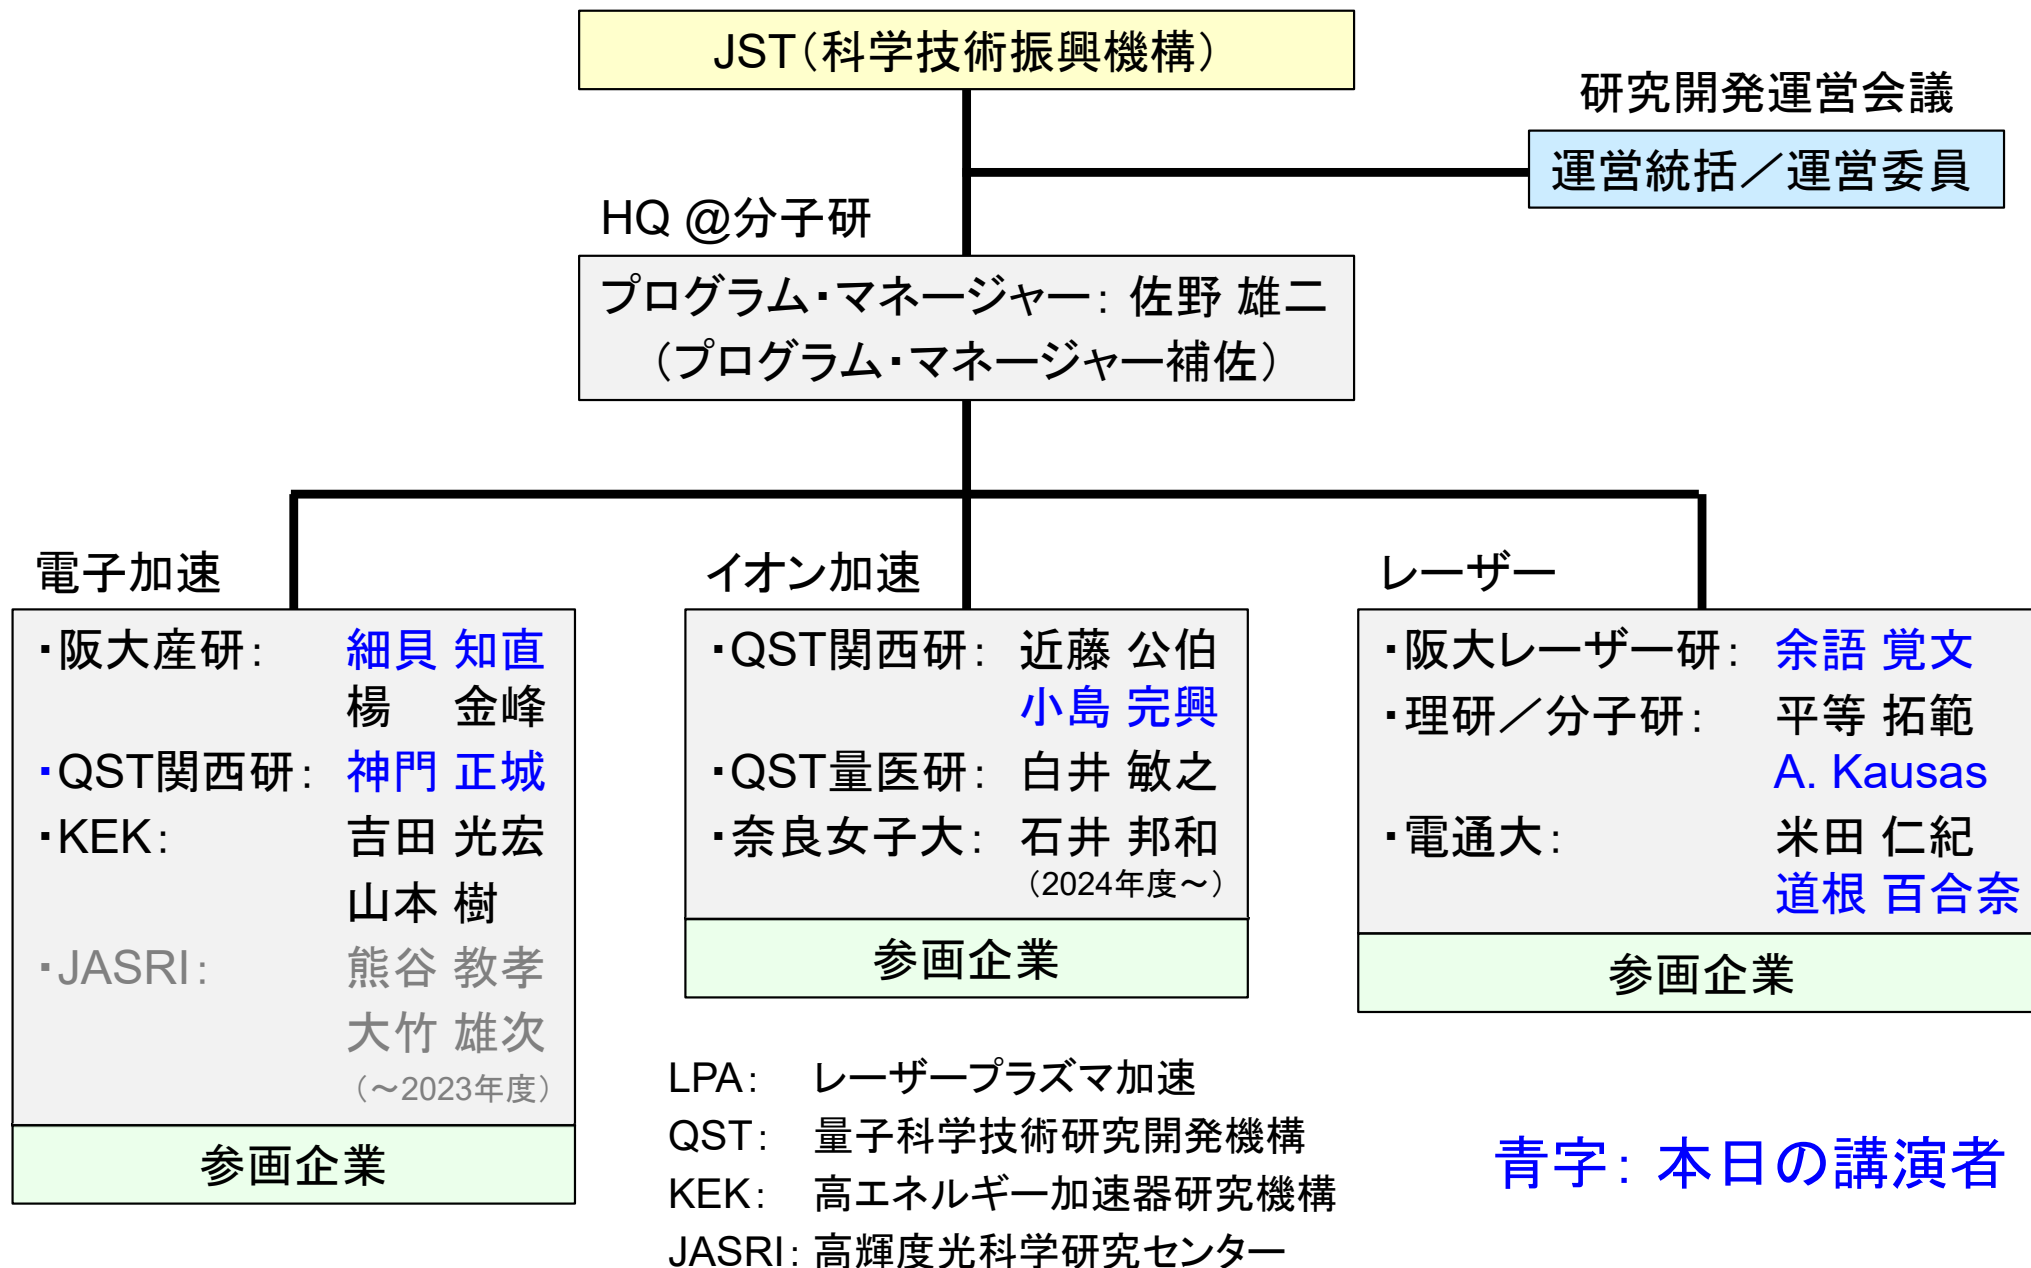 JST（科学技術振興機構）
研究開発運営会議
運営統括／運営委員
HQ @分子研
プログラム・マネージャー： 佐野 雄二
（プログラム・マネージャー補佐）
電子加速
・阪大産研： 細貝 知直
楊 金峰
・QST関西研： 神門 正城
・KEK： 吉田 光宏
山本 樹
・JASRI： 熊谷 教孝
大竹 雄次
（～2023年度）
参画企業
イオン加速
・QST関西研： 近藤 公伯
小島 完興
・QST量医研： 白井 敏之
・奈良女子大： 石井 邦和
（2024年度～）
参画企業
レーザー
・阪大レーザー研： 余語 覚文
・理研／分子研： 平等 拓範
A. Kausas
・電通大： 米田 仁紀
道根 百合奈
参画企業
LPA： レーザープラズマ加速
QST： 量子科学技術研究開発機構
KEK： 高エネルギー加速器研究機構
JASRI： 高輝度光科学研究センター
青字： 本日の講演者